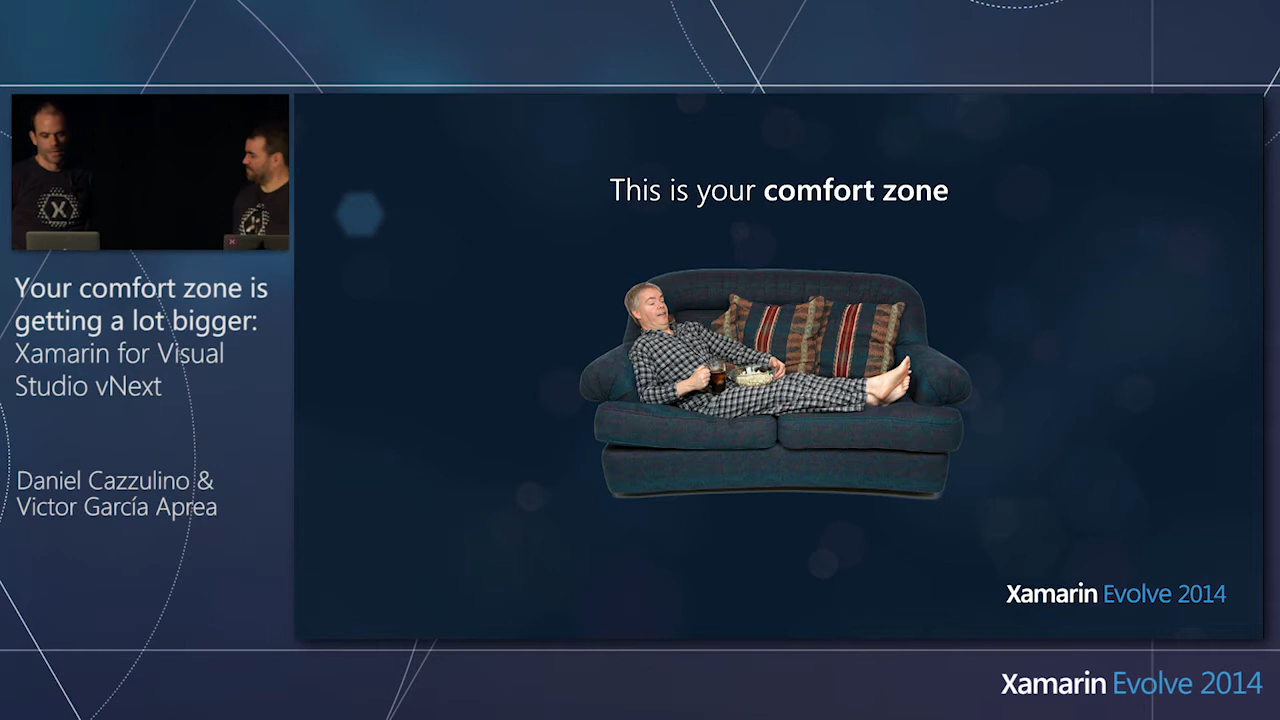 This is your comfort zone
Your comfort zone is
getting a lot bigger:
Xamarin for Visual
Studio vNext
Daniel Cazzulino &
Victor García Aprea
Xamarin Evolve 2014
Xamarin Evolve 2014